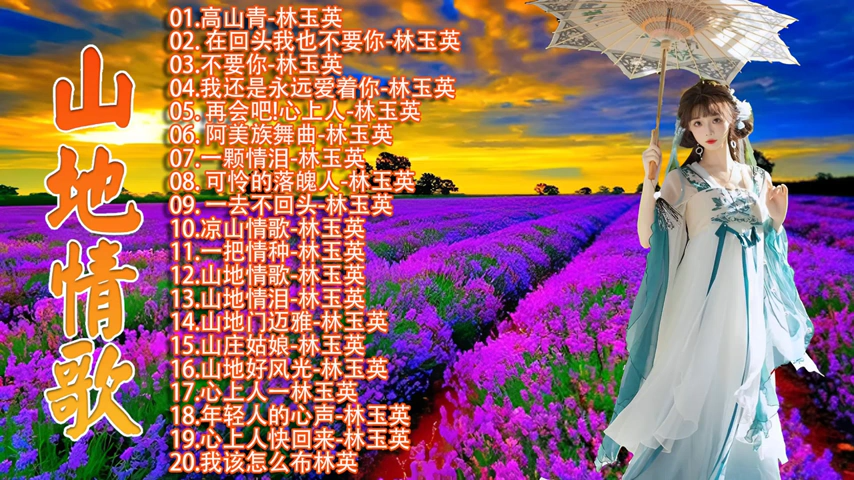 山地情歌
01.高山青-林玉英
02. 在回头我也不要你-林玉英
03.不要你-林玉英
04.我还是永远爱着你-林玉英
05. 再会吧!心上人-林玉英
06. 阿美族舞曲-林玉英
07.一颗情泪-林玉英
08. 可怜的落魄人-林玉英
09. 一去不回头-林玉英
10.凉山情歌-林玉英
11.一把情种-林玉英
12.山地情歌-林玉英
13.山地情泪-林玉英
14.山地门迈雅-林玉英
15.山庄姑娘-林玉英
16.山地好风光-林玉英
17.心上人一林玉英
18.年轻人的心声-林玉英
19.心上人快回来-林玉英
20.我该怎么布林英